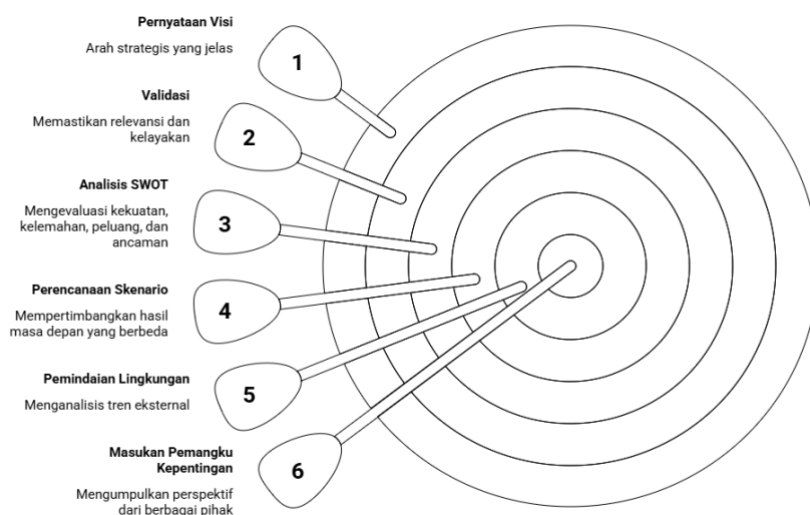 Pernyataan Visi
Arah strategis yang jelas
1
Validasi
Memastikan relevansi dan
kelayakan
2
Analisis SWOT
Mengevaluasi kekuatan,
kelemahan, peluang, dan
ancaman
3
Perencanaan Skenario
Mempertimbangkan hasil
masa depan yang berbeda
4
Pemindaian Lingkungan
Menganalisis tren eksternal
5
Masukan Pemangku
Kepentingan
Mengumpulkan perspektif
dari berbagai pihak
6